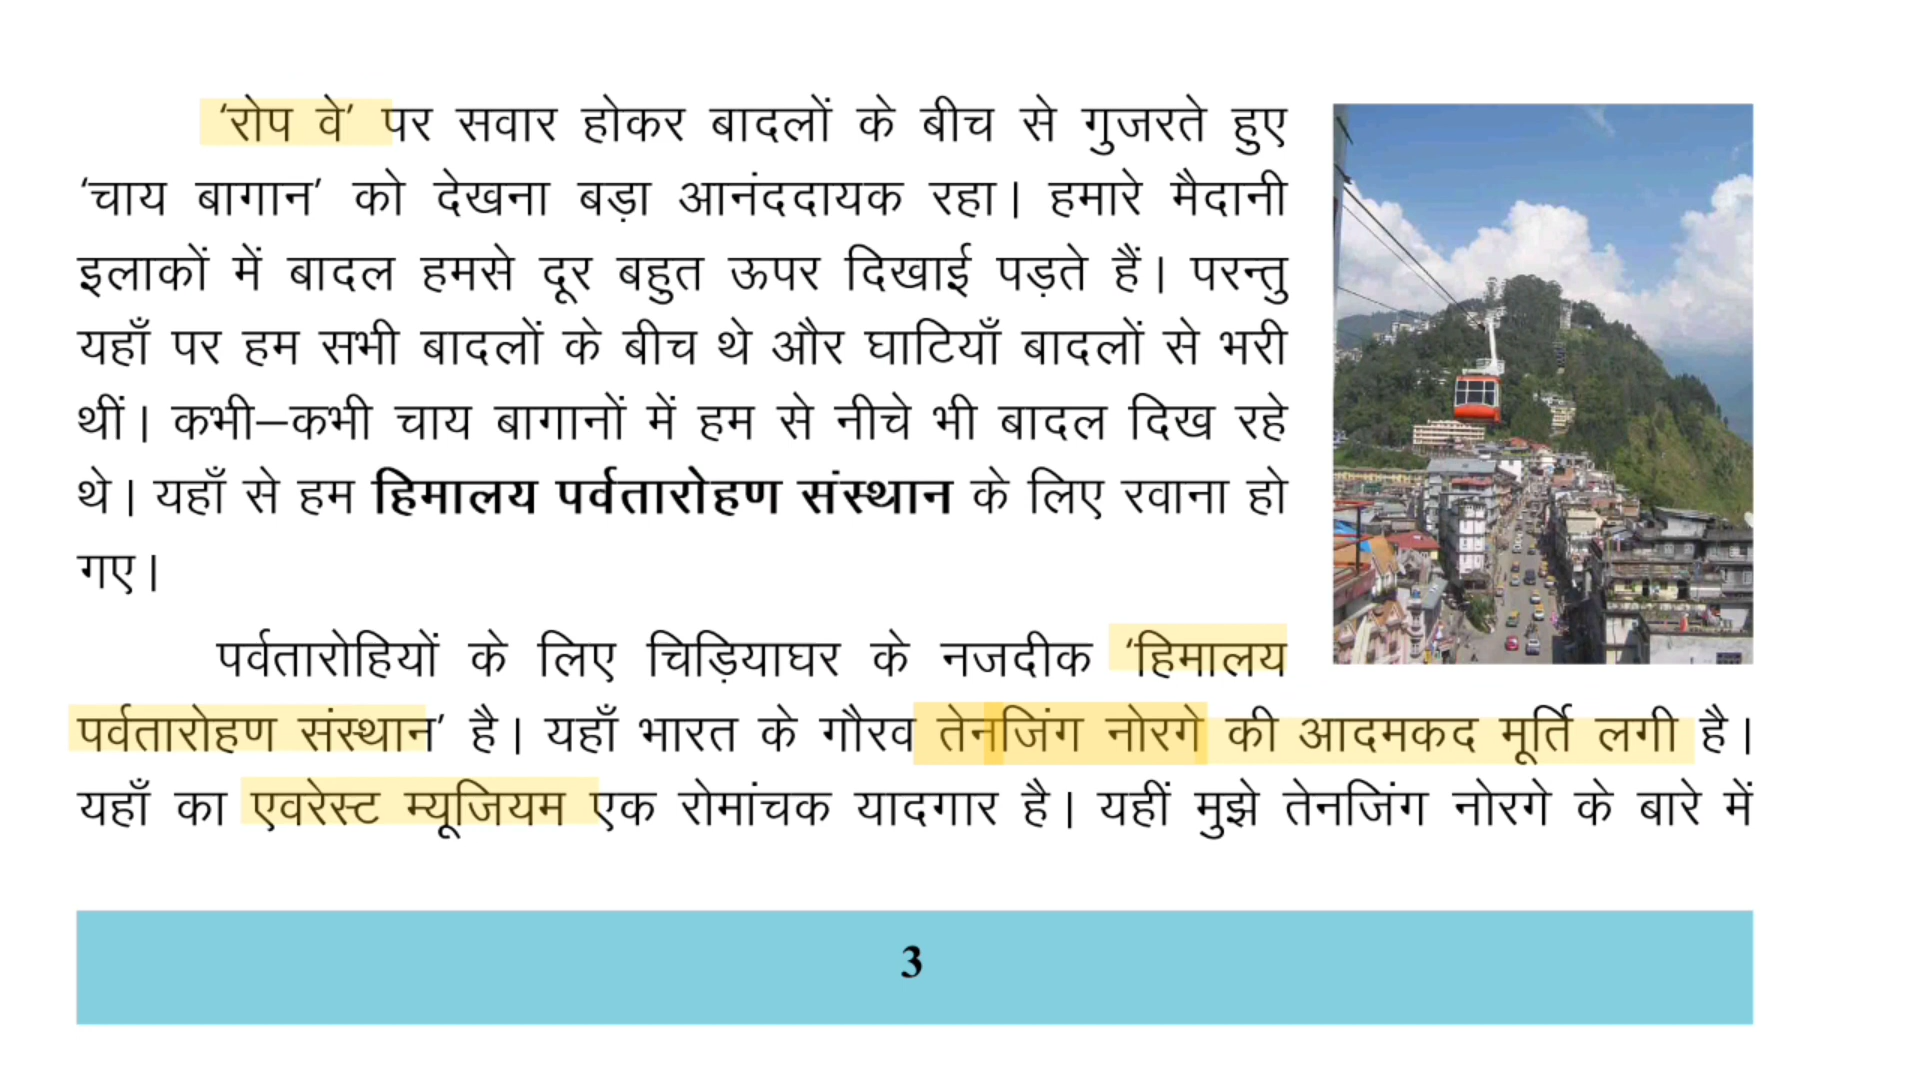 ‘रोप वे’ पर सवार होकर बादलों के बीच से गुजरते हुए
‘चाय बागान’ को देखना बड़ा आनंददायक रहा। हमारे मैदानी
इलाकों में बादल हमसे दूर बहुत ऊपर दिखाई पड़ते हैं। परन्तु
यहाँ पर हम सभी बादलों के बीच थे और घाटियाँ बादलों से भरी
थीं। कभी–कभी चाय बागानों में हम से नीचे भी बादल दिख रहे
थे। यहाँ से हम हिमालय पर्वतारोहण संस्थान के लिए रवाना हो
गए।
पर्वतारोहियों के लिए चिड़ियाघर के नजदीक ‘हिमालय
पर्वतारोहण संस्थान’ है। यहाँ भारत के गौरव तेनजिंग नोरगे की आदमकद मूर्ति लगी है।
यहाँ का एवरेस्ट म्यूजियम एक रोमांचक यादगार है। यहीं मुझे तेनजिंग नोरगे के बारे में
3